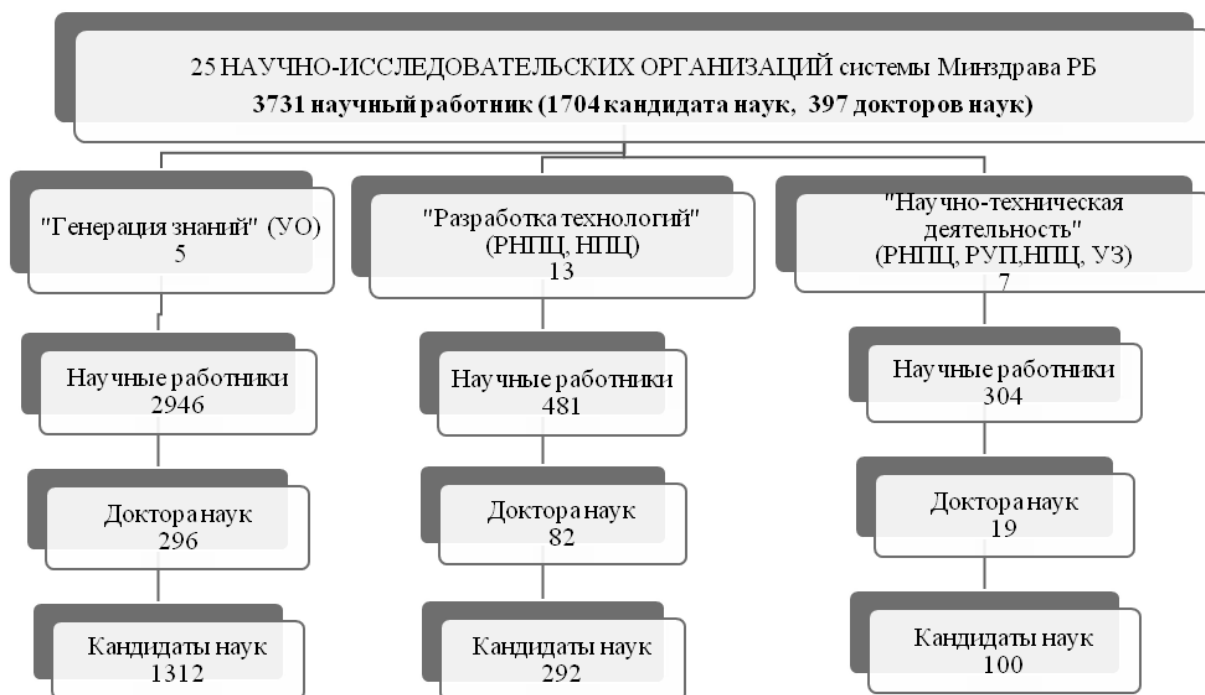 25 НАУЧНО-ИССЛЕДОВАТЕЛЬСКИХ ОРГАНИЗАЦИЙ системы Минздрава РБ
3731 научный работник (1704 кандидата наук, 397 докторов наук)
"Генерация знаний" (УО)
5
Научные работники
2946
Доктора наук
296
Кандидаты наук
1312
"Разработка технологий"
(РНПЦ, НПЦ)
13
Научные работники
481
Доктора наук
82
Кандидаты наук
292
"Научно-техническая
деятельность"
(РНПЦ, РУП,НПЦ, УЗ)
7
Научные работники
304
Доктора наук
19
Кандидаты наук
100